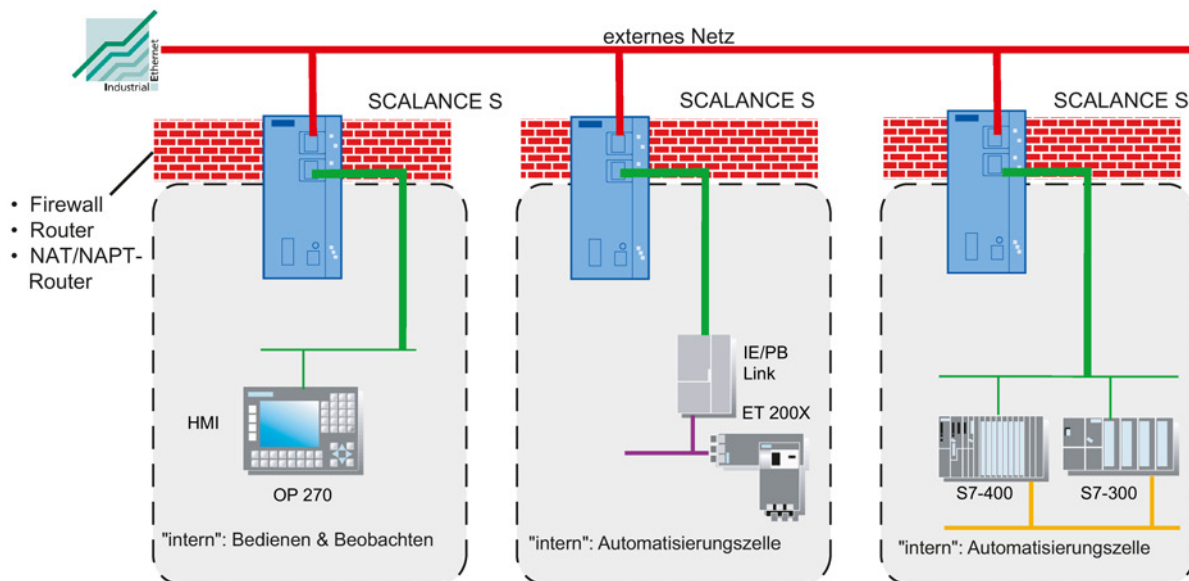 externes Netz
Industrial Ethernet
SCALANCE S
SCALANCE S
SCALANCE S
• Firewall
• Router
• NAT/NAPT-
Router
HMI
OP 270
"intern": Bedienen & Beobachten
IE/PB
Link
ET 200X
"intern": Automatisierungszelle
S7-400
S7-300
"intern": Automatisierungszelle